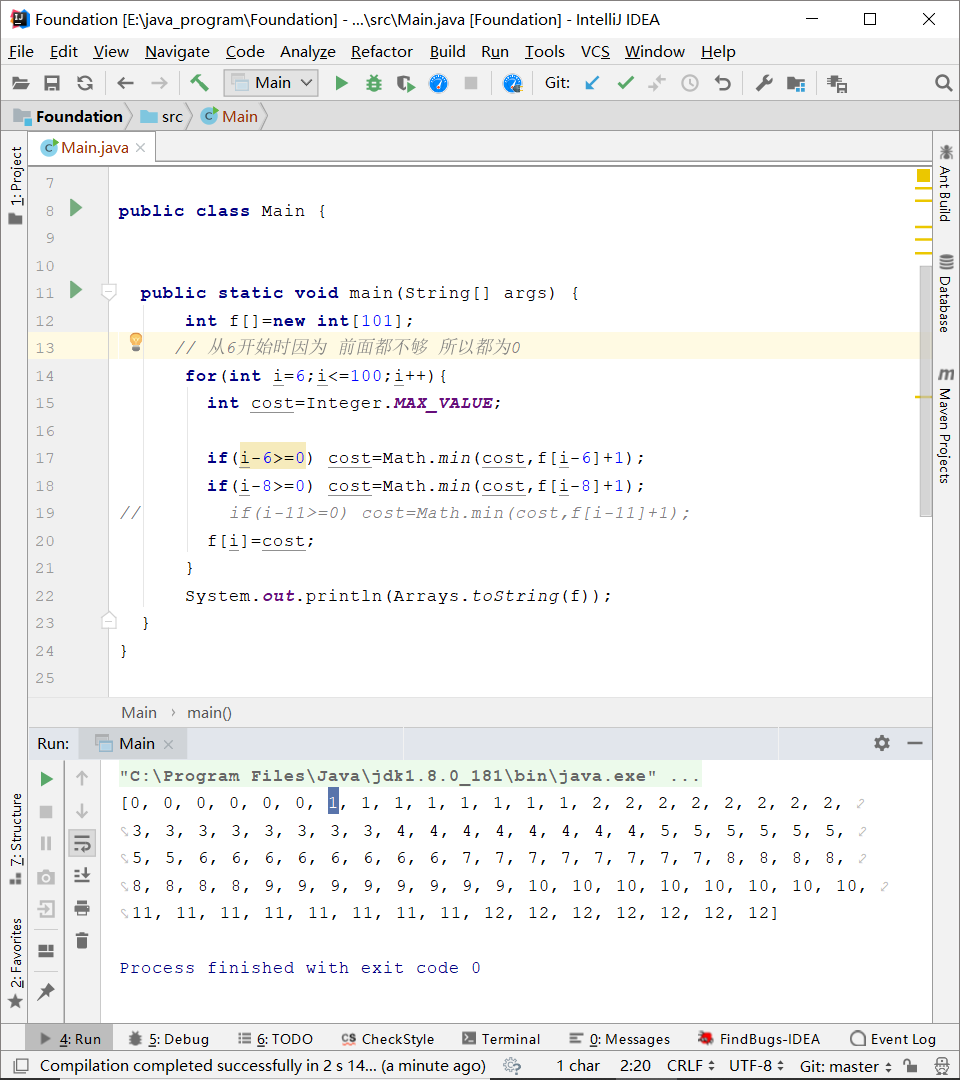 Foundation [E:\java_program\Foundation] - ...\src\Main.java [Foundation] - IntelliJ IDEA
File Edit View Navigate Code Analyze Refactor Build Run Tools VCS Window Help
Main Git:
Foundation src Main
Main.java
1: Project
7: Structure
2: Favorites
Ant Build
Database
Maven Projects
7
8 public class Main {
9
10
11 public static void main(String[] args) {
12 int f[]=new int[101];
13 // 从6开始时因为 前面都不够 所以都为0
14 for(int i=6;i<=100;i++){
15 int cost=Integer.MAX_VALUE;
16
17 if(i-6>=0) cost=Math.min(cost,f[i-6]+1);
18 if(i-8>=0) cost=Math.min(cost,f[i-8]+1);
19 // if(i-11>=0) cost=Math.min(cost,f[i-11]+1);
20 f[i]=cost;
21 }
22 System.out.println(Arrays.toString(f));
23 }
24 }
25
Main › main()
Run: Main
"C:\Program Files\Java\jdk1.8.0_181\bin\java.exe" ...
[0, 0, 0, 0, 0, 0, 1, 1, 1, 1, 1, 1, 1, 1, 2, 2, 2, 2, 2, 2, 2, 2,
3, 3, 3, 3, 3, 3, 3, 3, 4, 4, 4, 4, 4, 4, 4, 4, 5, 5, 5, 5, 5, 5,
5, 5, 6, 6, 6, 6, 6, 6, 6, 6, 7, 7, 7, 7, 7, 7, 7, 7, 8, 8, 8, 8,
8, 8, 8, 8, 9, 9, 9, 9, 9, 9, 9, 9, 10, 10, 10, 10, 10, 10, 10, 10,
11, 11, 11, 11, 11, 11, 11, 11, 12, 12, 12, 12, 12, 12, 12]
Process finished with exit code 0
4: Run 5: Debug 6: TODO CheckStyle Terminal 0: Messages FindBugs-IDEA Event Log
Compilation completed successfully in 2 s 14... (a minute ago) 1 char 2:20 CRLF UTF-8 Git: master